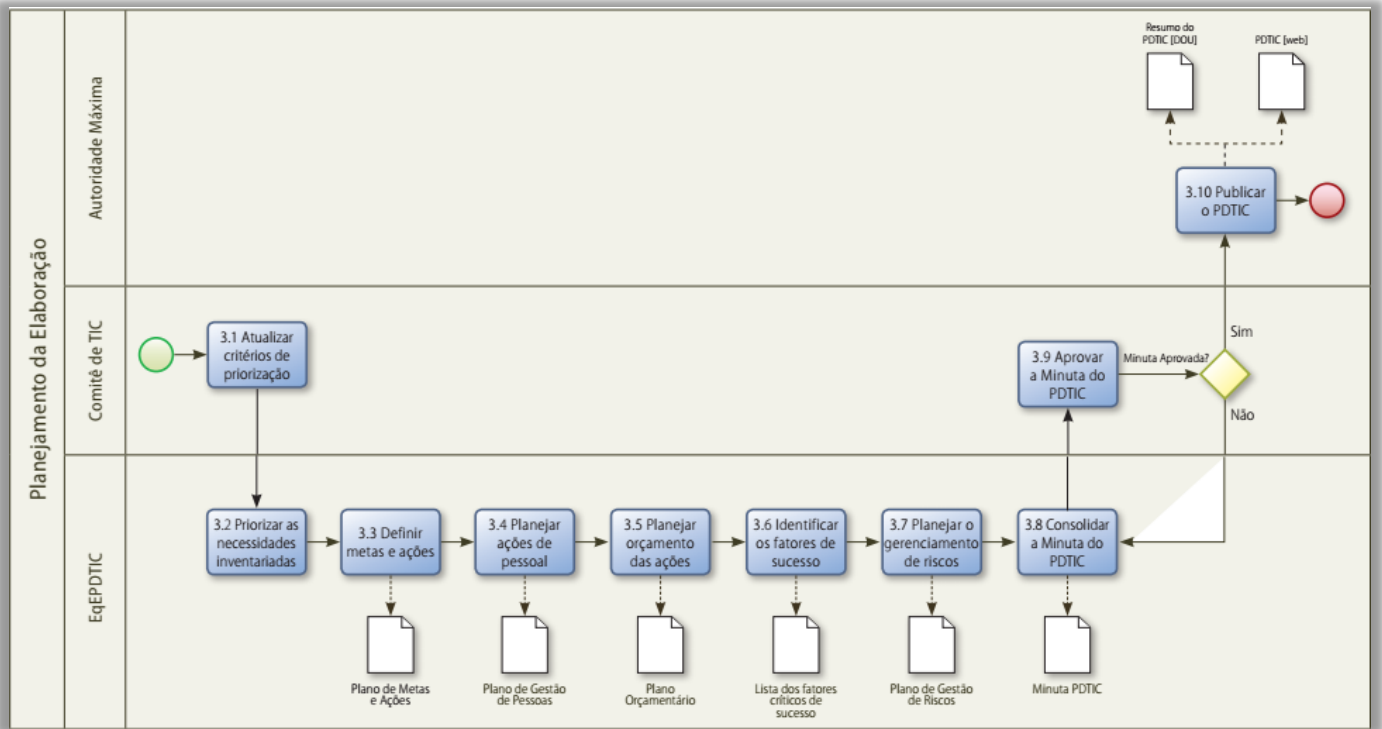 Planejamento da Elaboração
Autoridade Máxima
Resumo do
PDTIC [DOU]
PDTIC [web]
3.10 Publicar
o PDTIC
Comitê de TIC
3.1 Atualizar
critérios de
priorização
3.9 Aprovar
a Minuta do
PDTIC
Minuta Aprovada?
Sim
Não
EqEPDTIC
3.2 Priorizar as
necessidades
inventariadas
3.3 Definir
metas e ações
3.4 Planejar
ações de
pessoal
3.5 Planejar
orçamento
das ações
3.6 Identificar
os fatores de
sucesso
3.7 Planejar o
gerenciamento
de riscos
3.8 Consolidar
a Minuta do
PDTIC
Plano de Metas
e Ações
Plano de Gestão
de Pessoas
Plano
Orçamentário
Lista dos fatores
críticos de
sucesso
Plano de Gestão
de Riscos
Minuta PDTIC